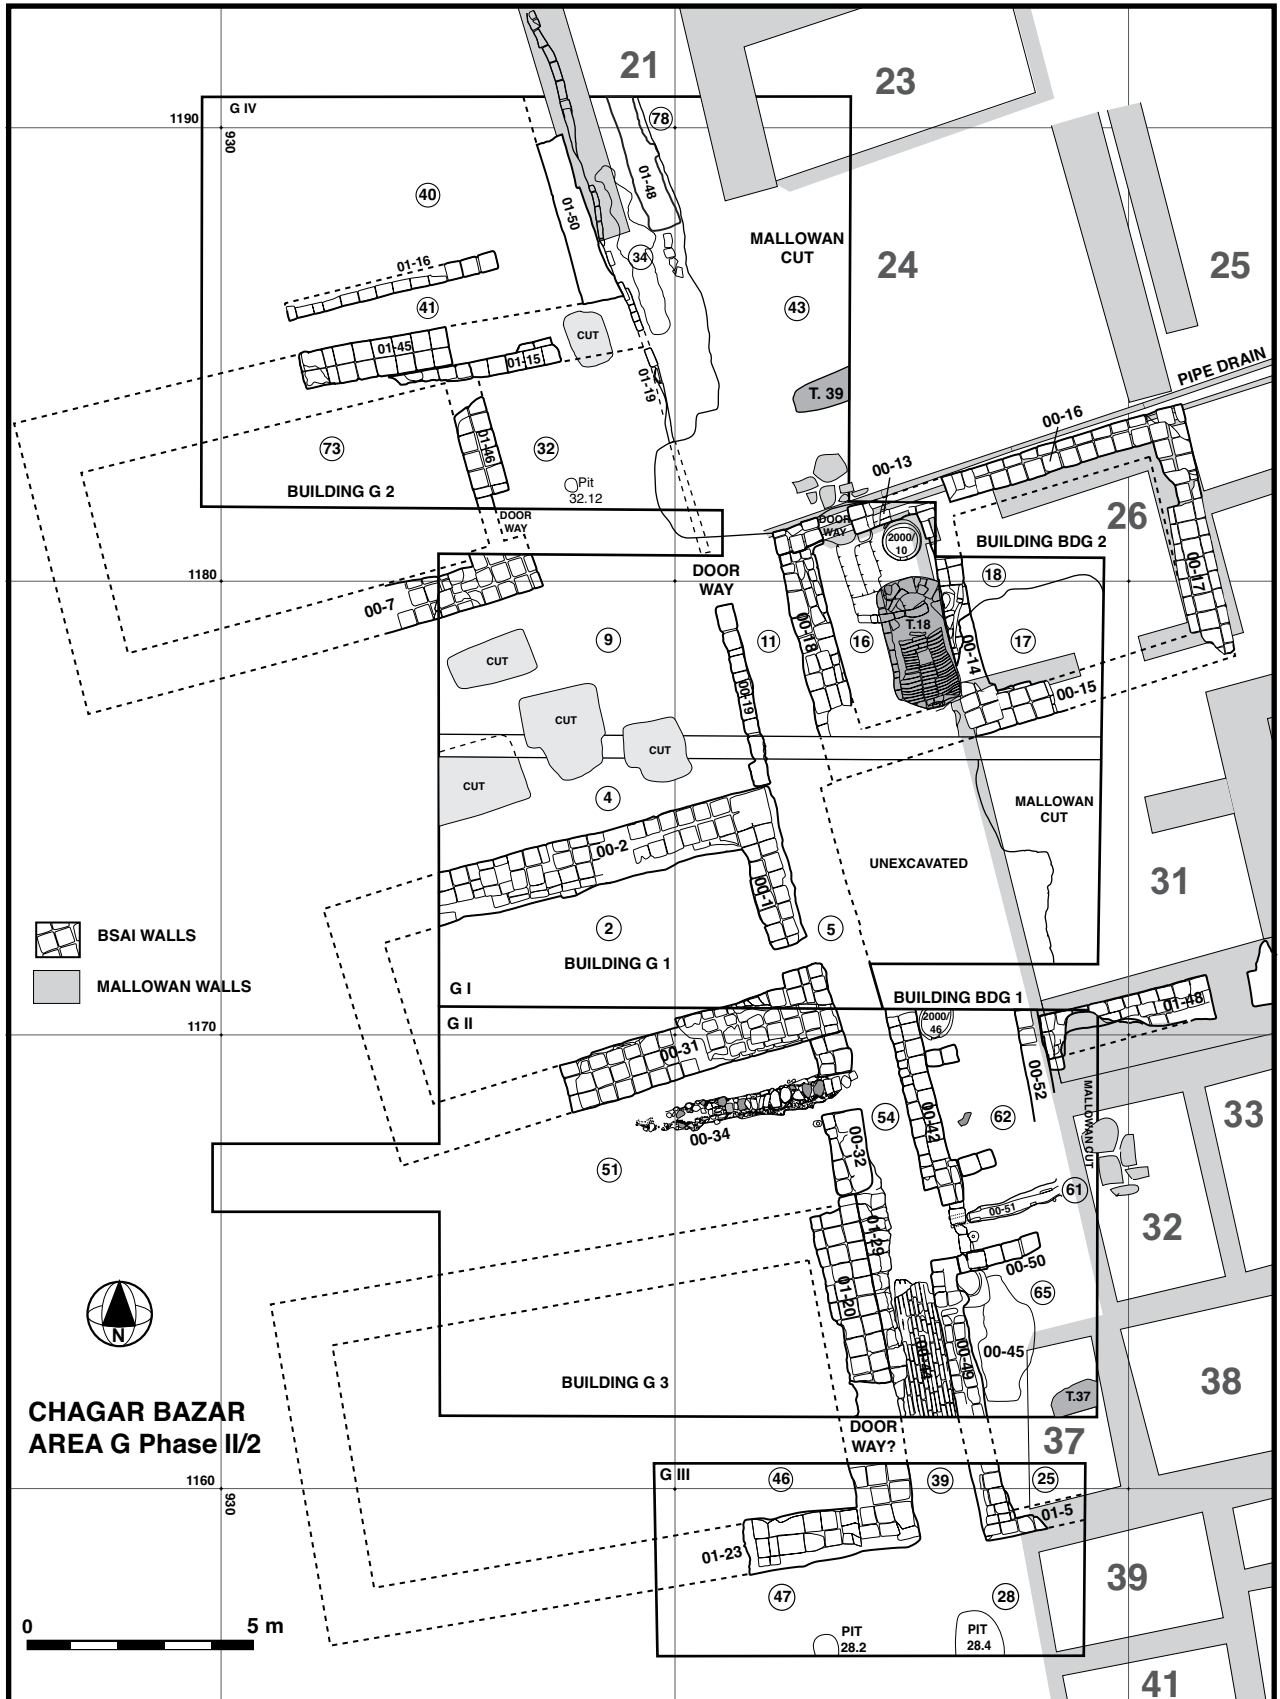 21
23
G IV
78
1190
930
40
01-48
01-50
MALLOWAN
CUT
24
25
34
01-16
41
43
CUT
01-45
01-15
PIPE DRAIN
01-19
T. 39
00-16
73
01-46
32
00-13
Pit
32.12
BUILDING G 2
26
DOOR
WAY
DOOR
WAY
2000/
10
BUILDING BDG 2
1180
DOOR
WAY
18
00-17
00-7
9
11
00-18
16
T.18
00-14
17
CUT
00-19
00-15
CUT
CUT
CUT
4
MALLOWAN
CUT
00-2
UNEXCAVATED
00-1
31
2
5
BSAI WALLS
BUILDING G 1
MALLOWAN WALLS
G I
BUILDING BDG 1
01-48
G II
2000/
46
1170
00-31
00-52
MALLOWAN CUT
33
54
00-42
62
00-34
00-32
51
61
00-51
32
01-29
00-50
01-20
65
00-44
00-49
00-45
38
BUILDING G 3
T.37
CHAGAR BAZAR
AREA G Phase II/2
N
DOOR
WAY?
37
G III
46
39
25
1160
930
01-5
01-23
39
47
28
0
5 m
PIT
28.2
PIT
28.4
41